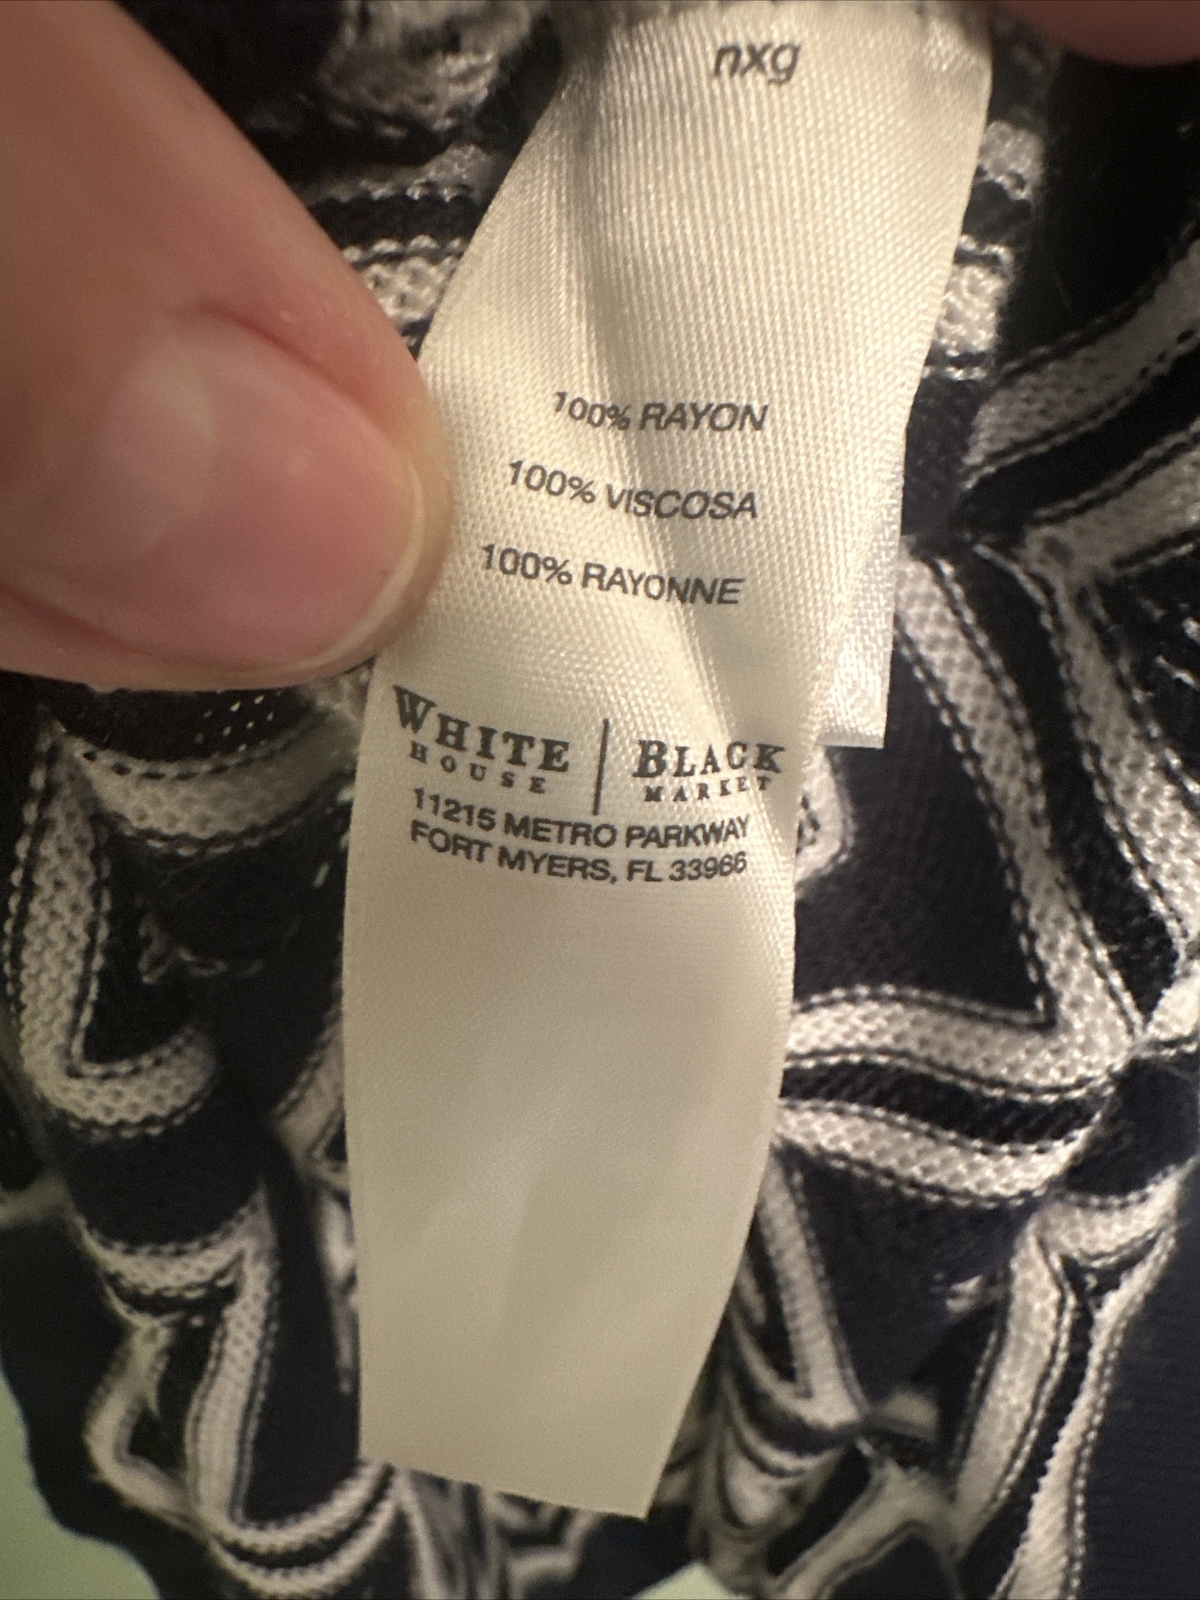 nxg
100% RAYON
100% VISCOSA
100% RAYONNE
WHITE HOUSE | BLACK MARKET
11215 METRO PARKWAY
FORT MYERS, FL 33966